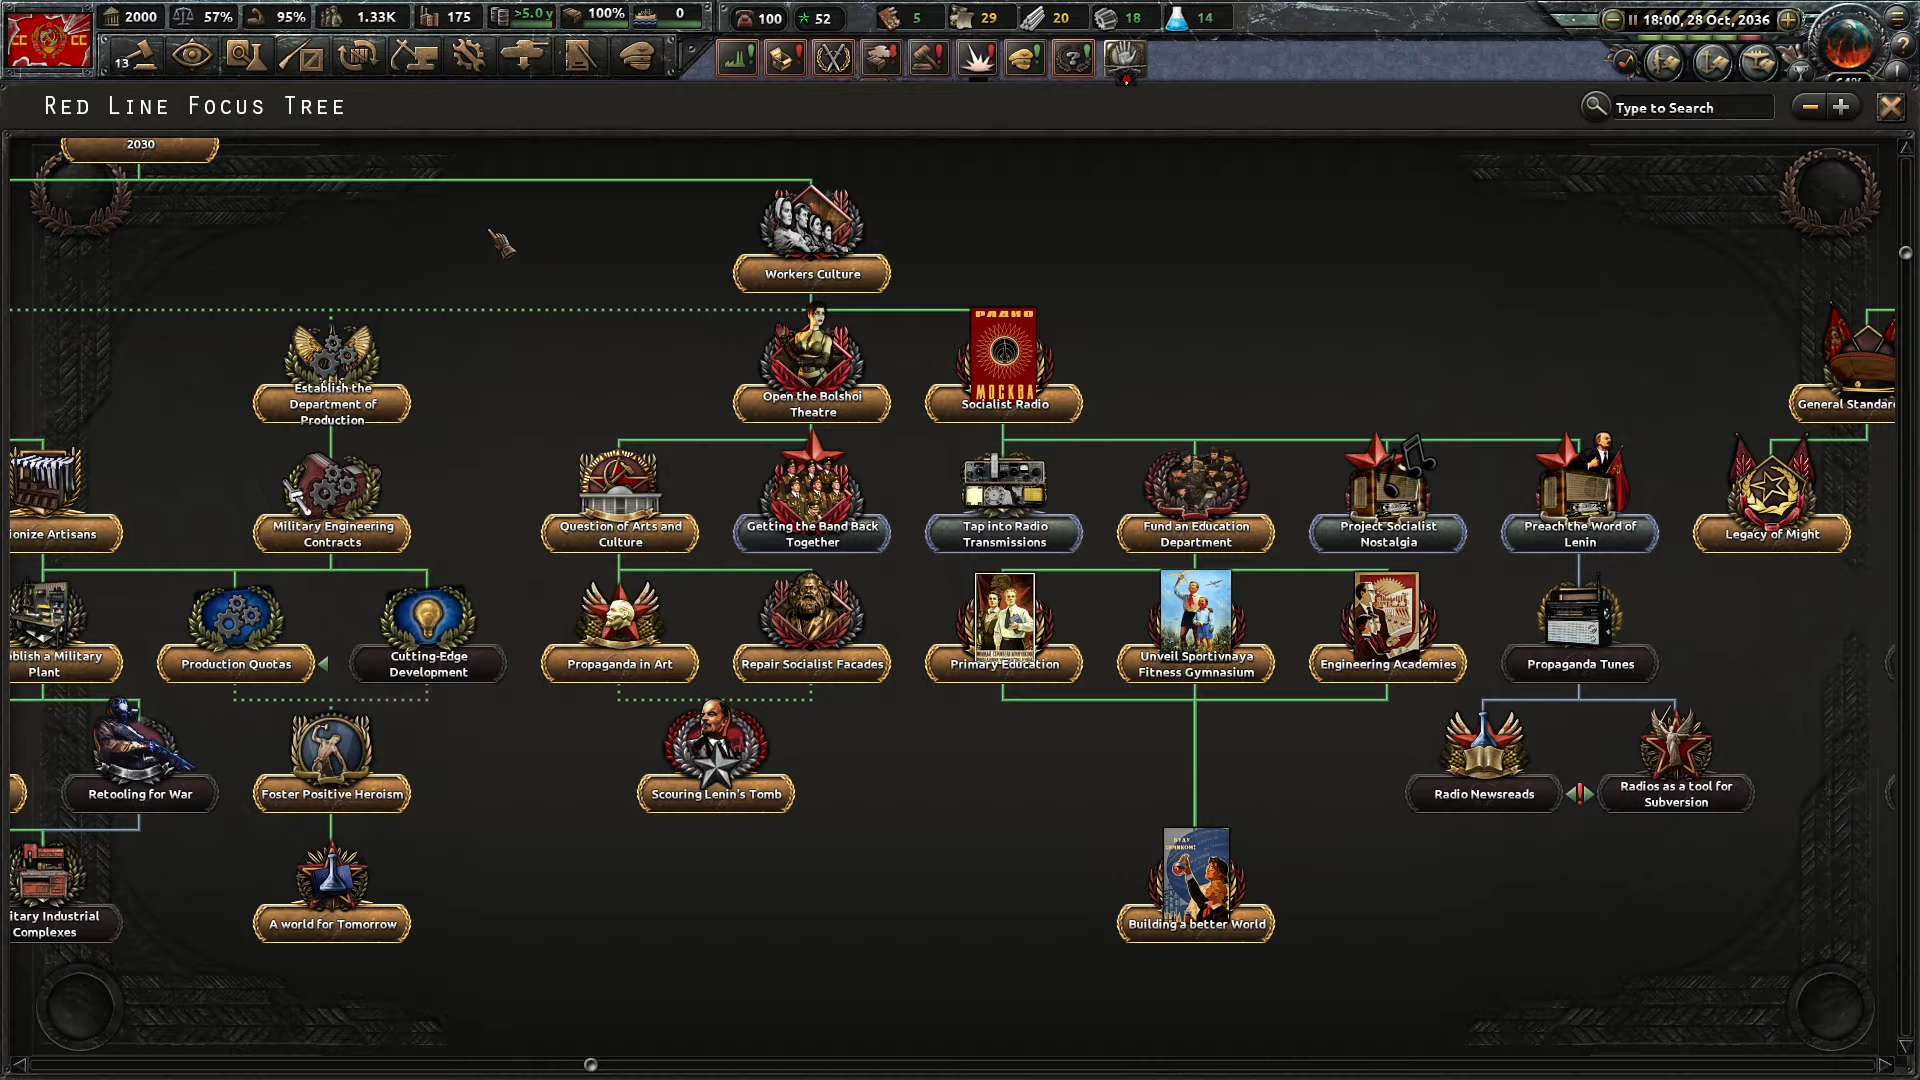 2000
57%
95%
1.33K
175
>5.0 y
100%
0
100
52
5
29
20
18
14
18:00, 28 Oct, 2036
CC
CC
13
64%
Red Line Focus Tree
Type to Search
2030
Workers Culture
Establish the
Department of
Production
Open the Bolshoi
Theatre
РАДИО
МОСКВА
Socialist Radio
General Standar
ionize Artisans
Military Engineering
Contracts
Question of Arts and
Culture
Getting the Band Back
Together
Tap into Radio
Transmissions
Fund an Education
Department
Project Socialist
Nostalgia
Preach the Word of
Lenin
Legacy of Might
blish a Military
Plant
Production Quotas
Cutting-Edge
Development
Propaganda in Art
Repair Socialist Facades
Primary Education
Unveil Sportivnaya
Fitness Gymnasium
Engineering Academies
Propaganda Tunes
Retooling for War
Foster Positive Heroism
Scouring Lenin's Tomb
Radio Newsreads
Radios as a tool for
Subversion
itary Industrial
Complexes
A world for Tomorrow
Building a better World